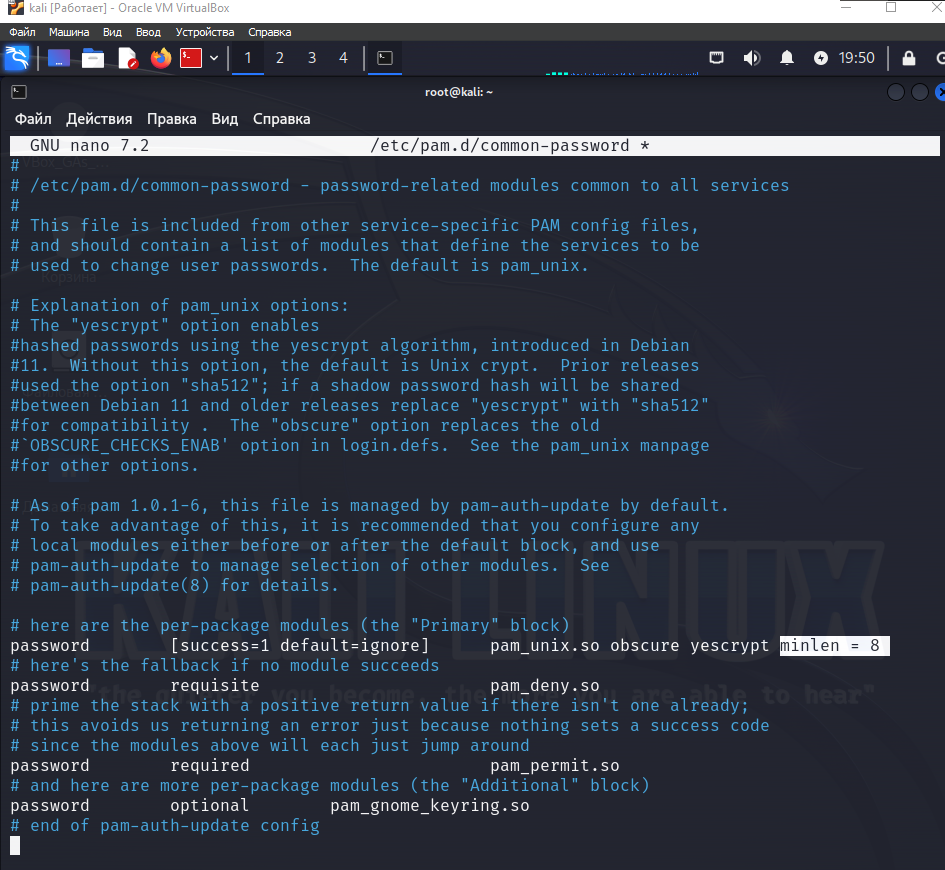 kali [Работает] - Oracle VM VirtualBox
Файл Машина Вид Ввод Устройства Справка
1 2 3 4 19:50
root@kali: ~
Файл Действия Правка Вид Справка
GNU nano 7.2 /etc/pam.d/common-password *
#
# /etc/pam.d/common-password - password-related modules common to all services
#
# This file is included from other service-specific PAM config files,
# and should contain a list of modules that define the services to be
# used to change user passwords.  The default is pam_unix.

# Explanation of pam_unix options:
# The "yescrypt" option enables
#hashed passwords using the yescrypt algorithm, introduced in Debian
#11.  Without this option, the default is Unix crypt.  Prior releases
#used the option "sha512"; if a shadow password hash will be shared
#between Debian 11 and older releases replace "yescrypt" with "sha512"
#for compatibility .  The "obscure" option replaces the old
#`OBSCURE_CHECKS_ENAB' option in login.defs.  See the pam_unix manpage
#for other options.

# As of pam 1.0.1-6, this file is managed by pam-auth-update by default.
# To take advantage of this, it is recommended that you configure any
# local modules either before or after the default block, and use
# pam-auth-update to manage selection of other modules.  See
# pam-auth-update(8) for details.

# here are the per-package modules (the "Primary" block)
password        [success=1 default=ignore]      pam_unix.so obscure yescrypt minlen = 8
# here's the fallback if no module succeeds
password        requisite                       pam_deny.so
# prime the stack with a positive return value if there isn't one already;
# this avoids us returning an error just because nothing sets a success code
# since the modules above will each just jump around
password        required                        pam_permit.so
# and here are more per-package modules (the "Additional" block)
password        optional        pam_gnome_keyring.so
# end of pam-auth-update config
KALI LINUX
"the quieter you become, the more you are able to hear"
Корзина